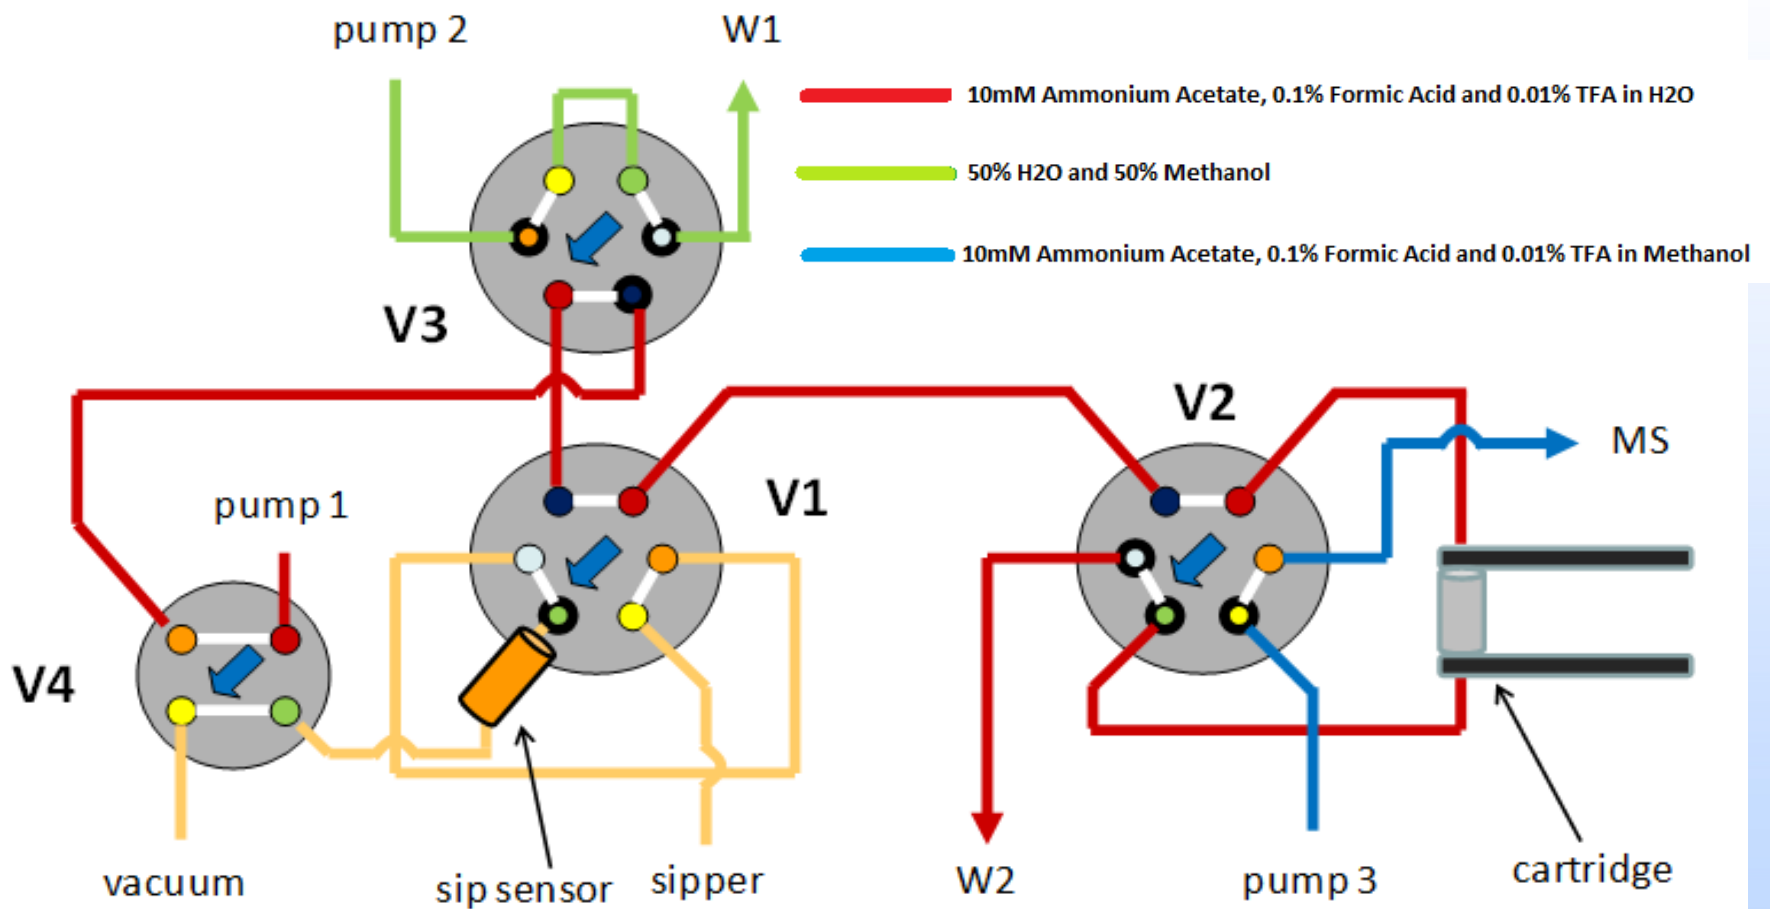 pump 2
W1
10mM Ammonium Acetate, 0.1% Formic Acid and 0.01% TFA in H2O
50% H2O and 50% Methanol
10mM Ammonium Acetate, 0.1% Formic Acid and 0.01% TFA in Methanol
V3
V2
MS
pump 1
V1
V4
vacuum
sip sensor
sipper
W2
pump 3
cartridge